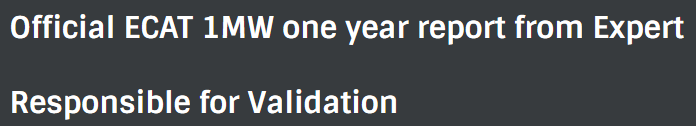 Official ECAT 1MW one year report from Expert
Responsible for Validation